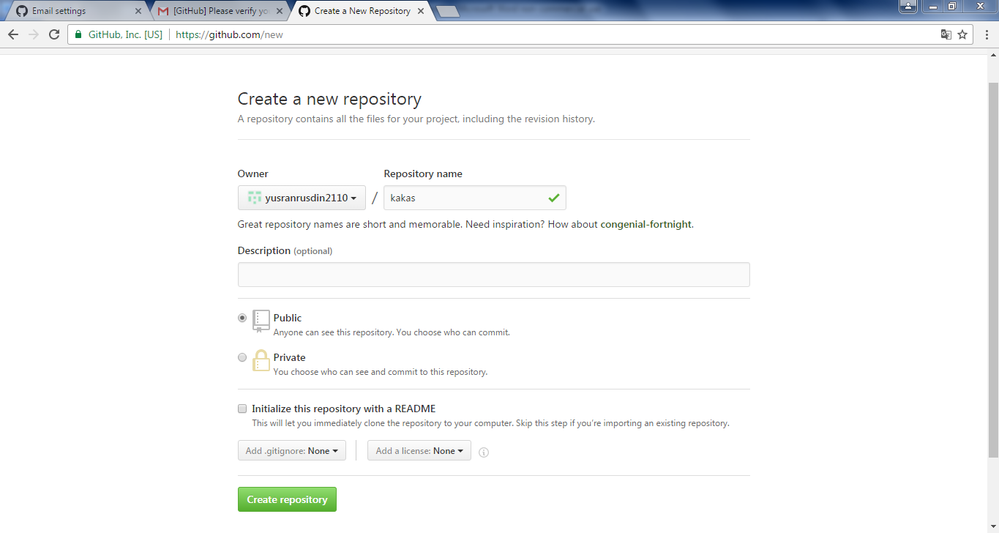 Email settings
[GitHub] Please verify yo
Create a New Repository
GitHub, Inc. [US]
https://github.com/new
Create a new repository
A repository contains all the files for your project, including the revision history.
Owner
Repository name
yusranrusdin2110 / kakas
Great repository names are short and memorable. Need inspiration? How about congenial-fortnight.
Description (optional)
Public
Anyone can see this repository. You choose who can commit.
Private
You choose who can see and commit to this repository.
Initialize this repository with a README
This will let you immediately clone the repository to your computer. Skip this step if you’re importing an existing repository.
Add .gitignore: None
Add a license: None
Create repository